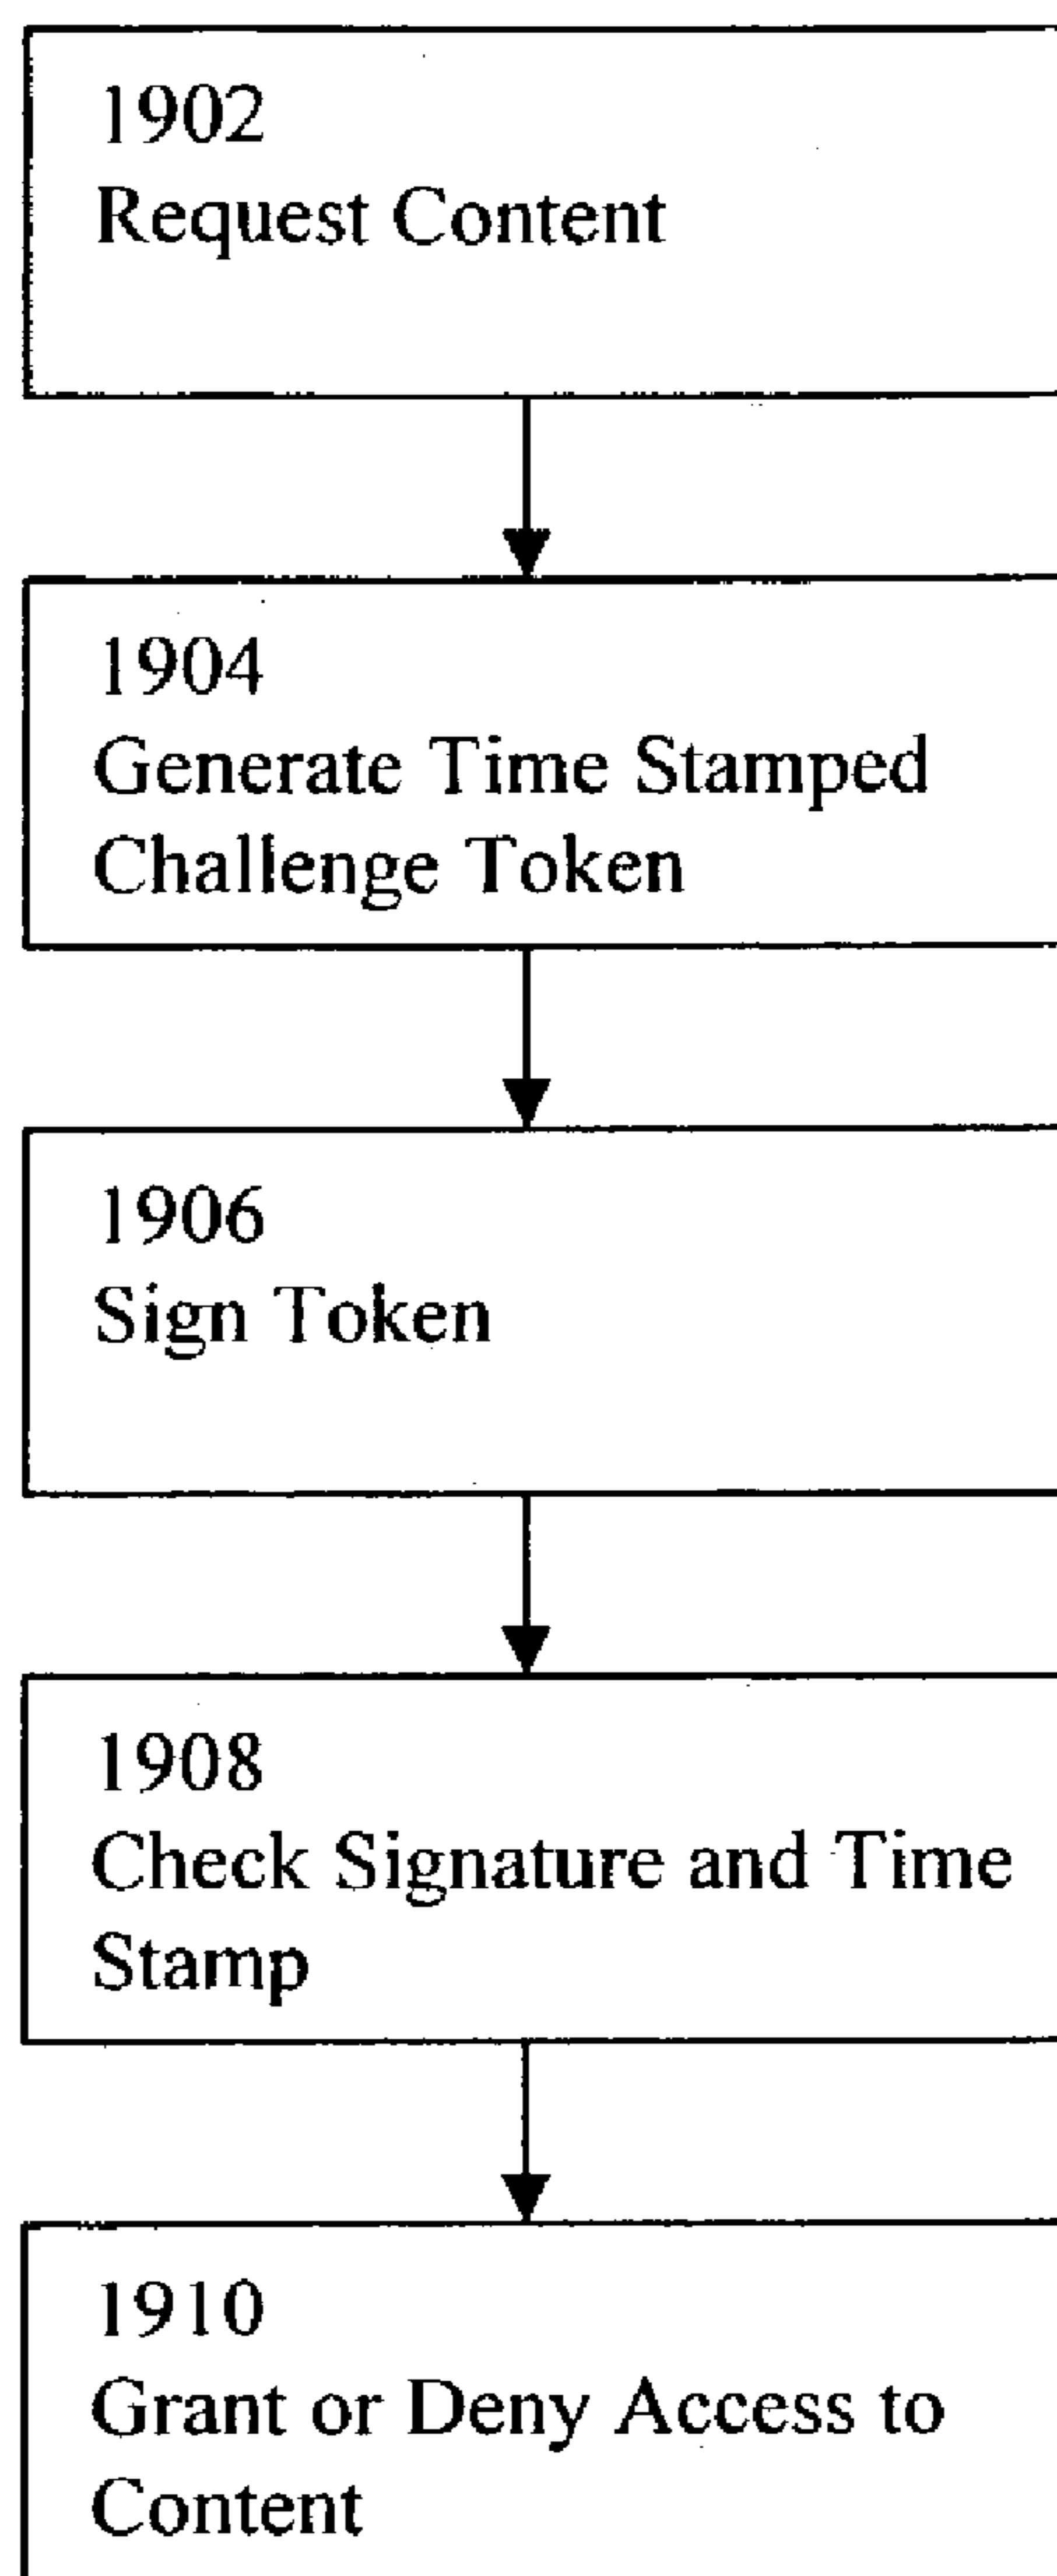 1902
Request Content
1904
Generate Time Stamped
Challenge Token
1906
Sign Token
1908
Check Signature and Time
Stamp
1910
Grant or Deny Access to
Content